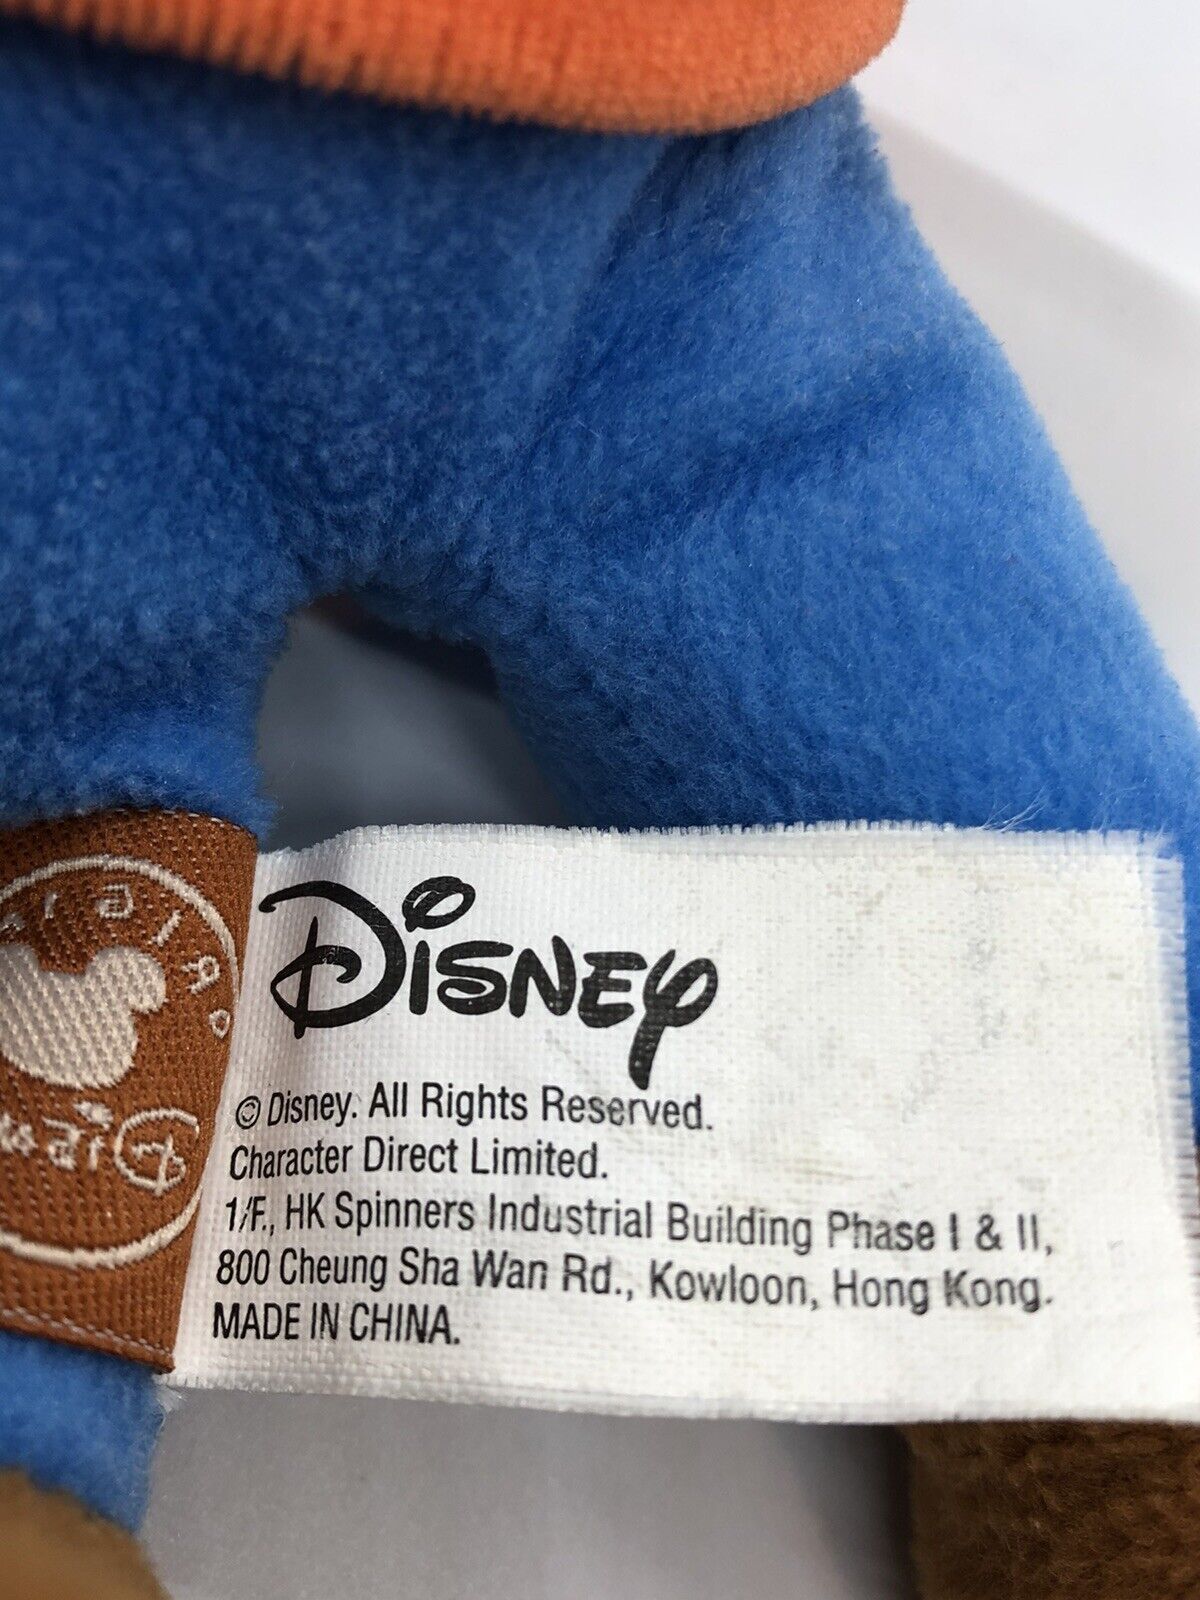 Disney
© Disney. All Rights Reserved.
Character Direct Limited.
1/F., HK Spinners Industrial Building Phase I & II,
800 Cheung Sha Wan Rd., Kowloon, Hong Kong.
MADE IN CHINA.